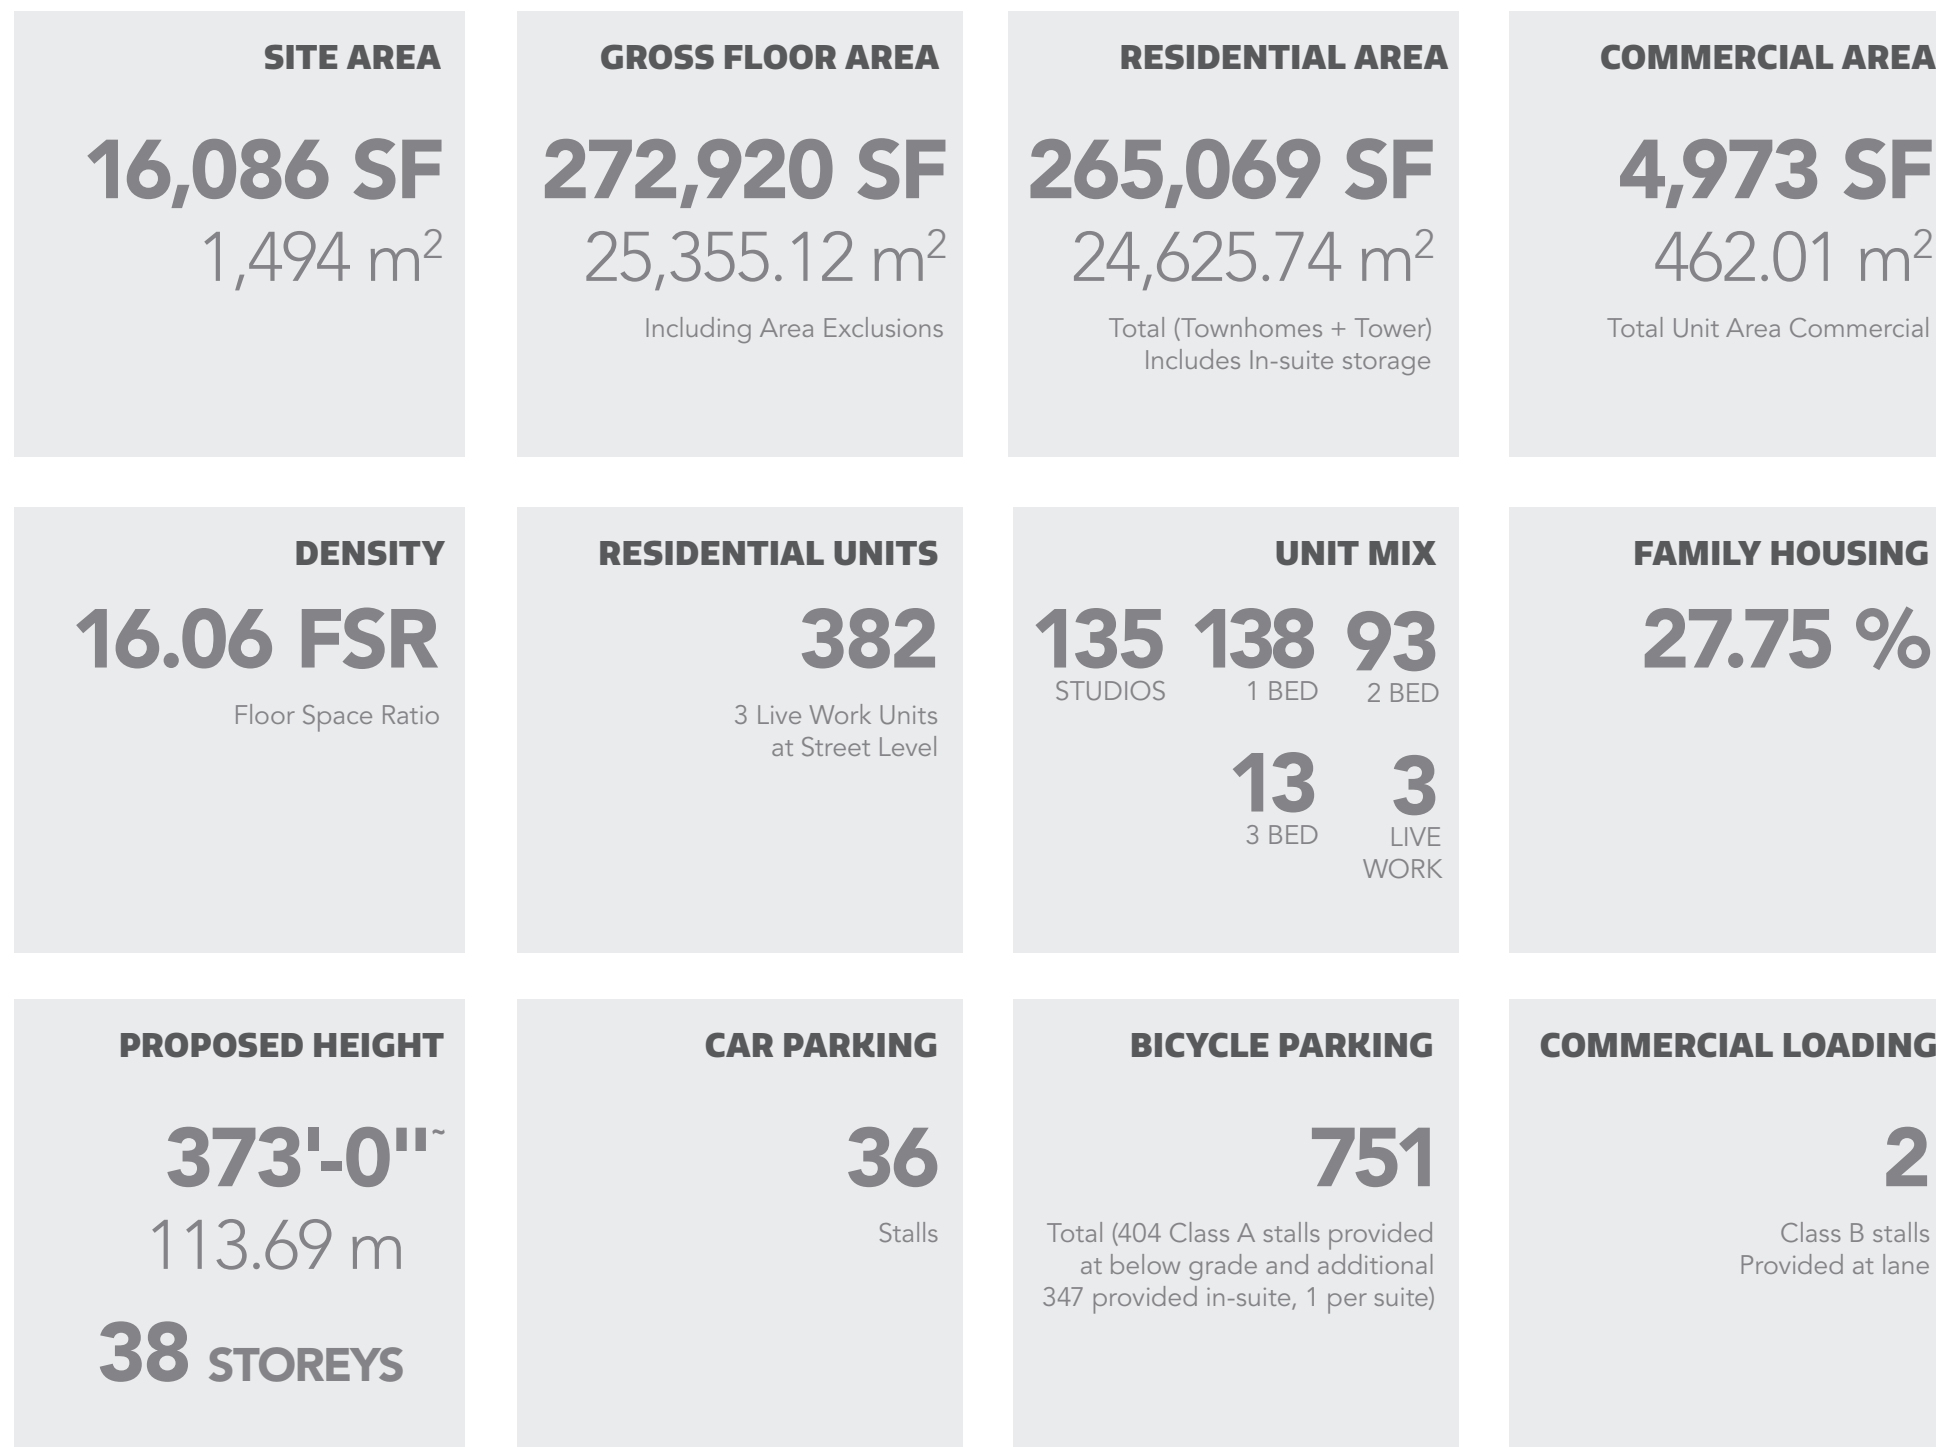 SITE AREA
16,086 SF
1,494 m²
GROSS FLOOR AREA
272,920 SF
25,355.12 m²
Including Area Exclusions
RESIDENTIAL AREA
265,069 SF
24,625.74 m²
Total (Townhomes + Tower)
Includes In-suite storage
COMMERCIAL AREA
4,973 SF
462.01 m²
Total Unit Area Commercial
DENSITY
16.06 FSR
Floor Space Ratio
RESIDENTIAL UNITS
382
3 Live Work Units
at Street Level
UNIT MIX
135 138 93
STUDIOS 1 BED 2 BED
13 3
3 BED LIVE
WORK
FAMILY HOUSING
27.75 %
PROPOSED HEIGHT
373'-0"~
113.69 m
38 STOREYS
CAR PARKING
36
Stalls
BICYCLE PARKING
751
Total (404 Class A stalls provided
at below grade and additional
347 provided in-suite, 1 per suite)
COMMERCIAL LOADING
2
Class B stalls
Provided at lane